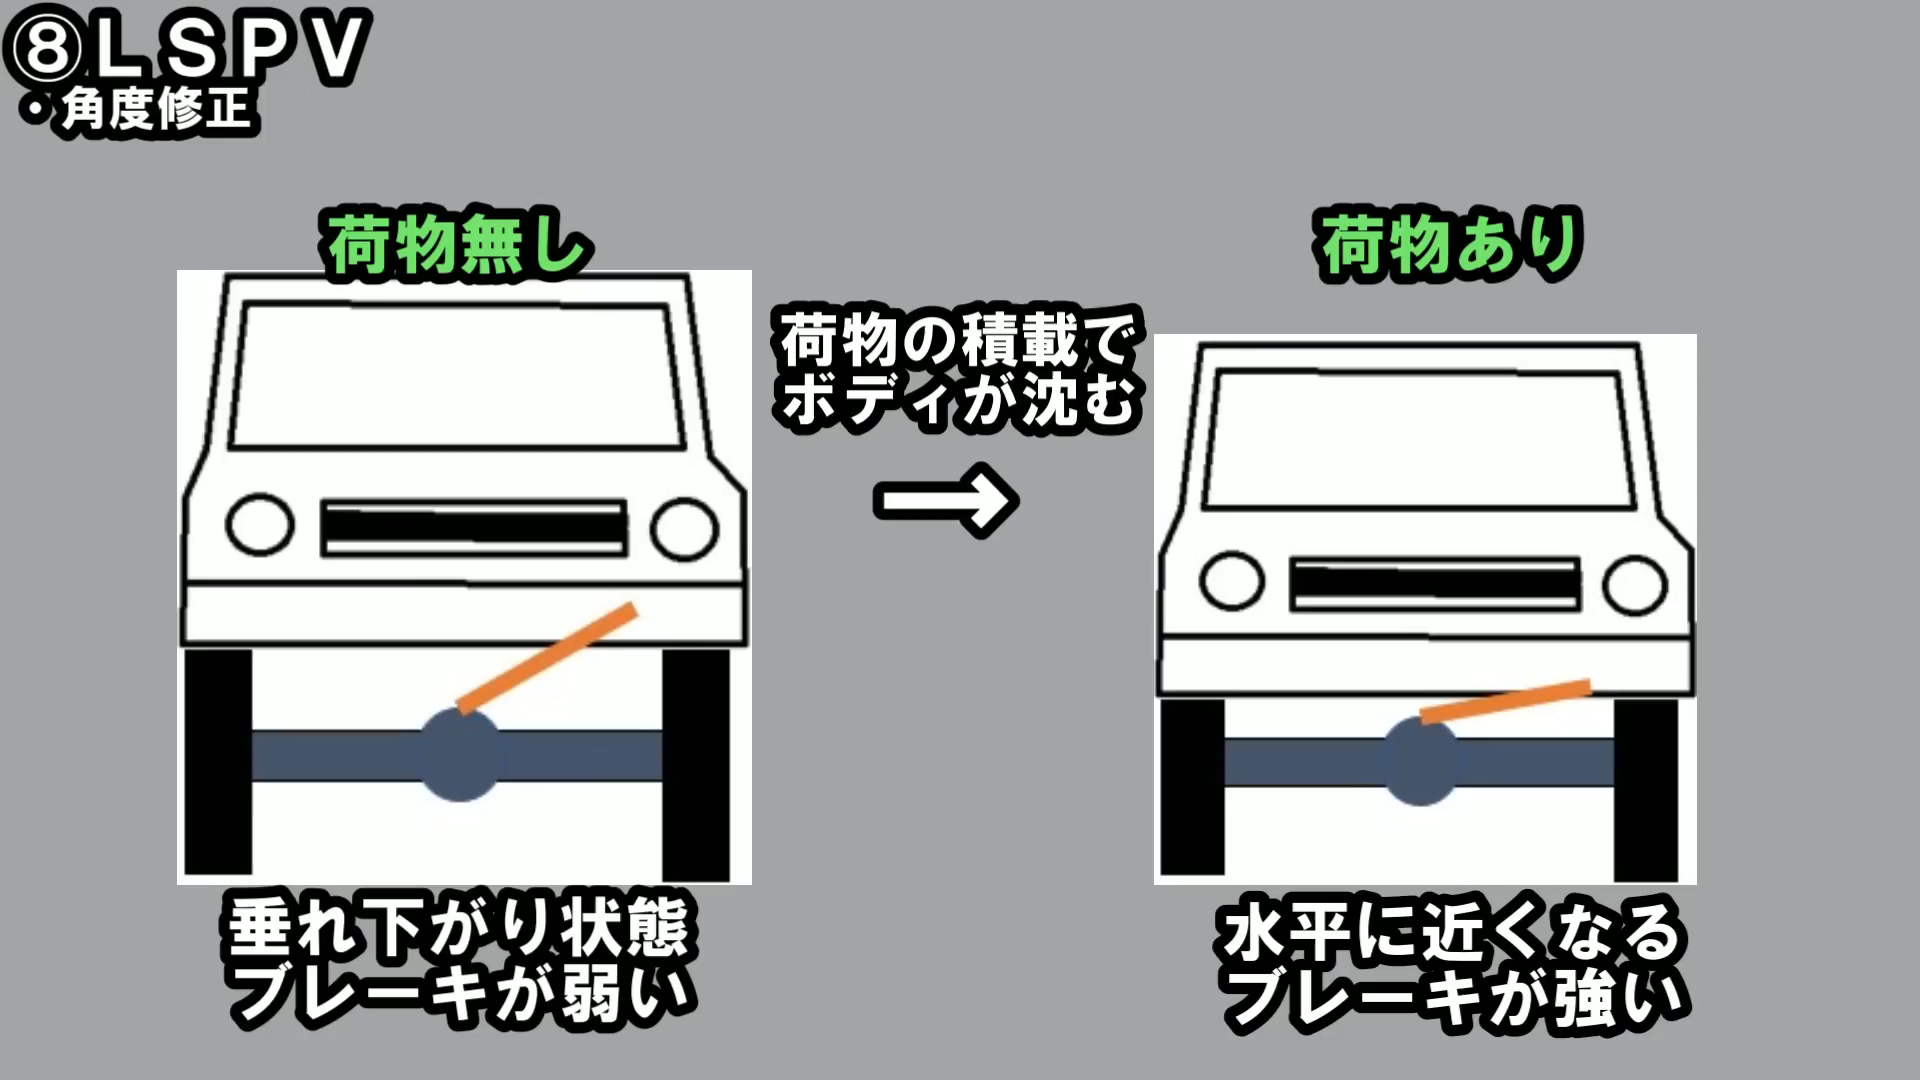 ⑧ＬＳＰＶ
・角度修正
荷物無し
荷物の積載で
ボディが沈む
→
荷物あり
垂れ下がり状態
ブレーキが弱い
水平に近くなる
ブレーキが強い